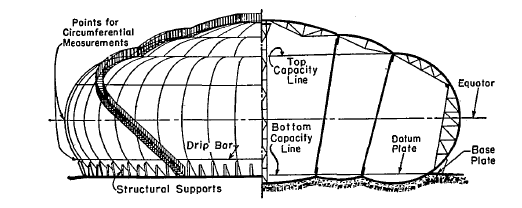 Points for
Circumferential
Measurements
Top
Capacity
Line
Equator
Bottom
Capacity
Line
Drip Bar
Datum
Plate
Base
Plate
Structural Supports